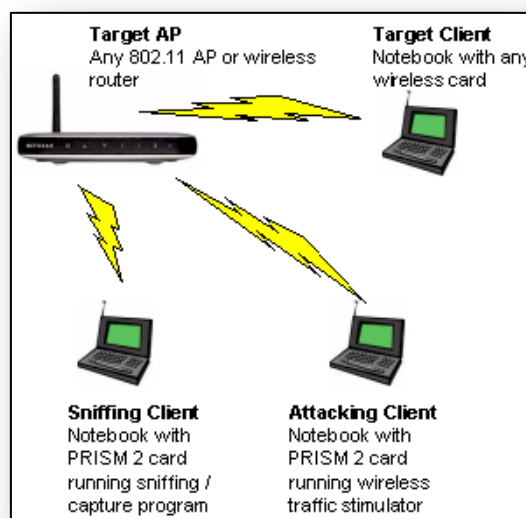 Target AP
Any 802.11 AP or wireless
router
Target Client
Notebook with any
wireless card
NETGEAR
Sniffing Client
Notebook with
PRISM 2 card
running sniffing /
capture program
Attacking Client
Notebook with
PRISM 2 card
running wireless
traffic stimulator